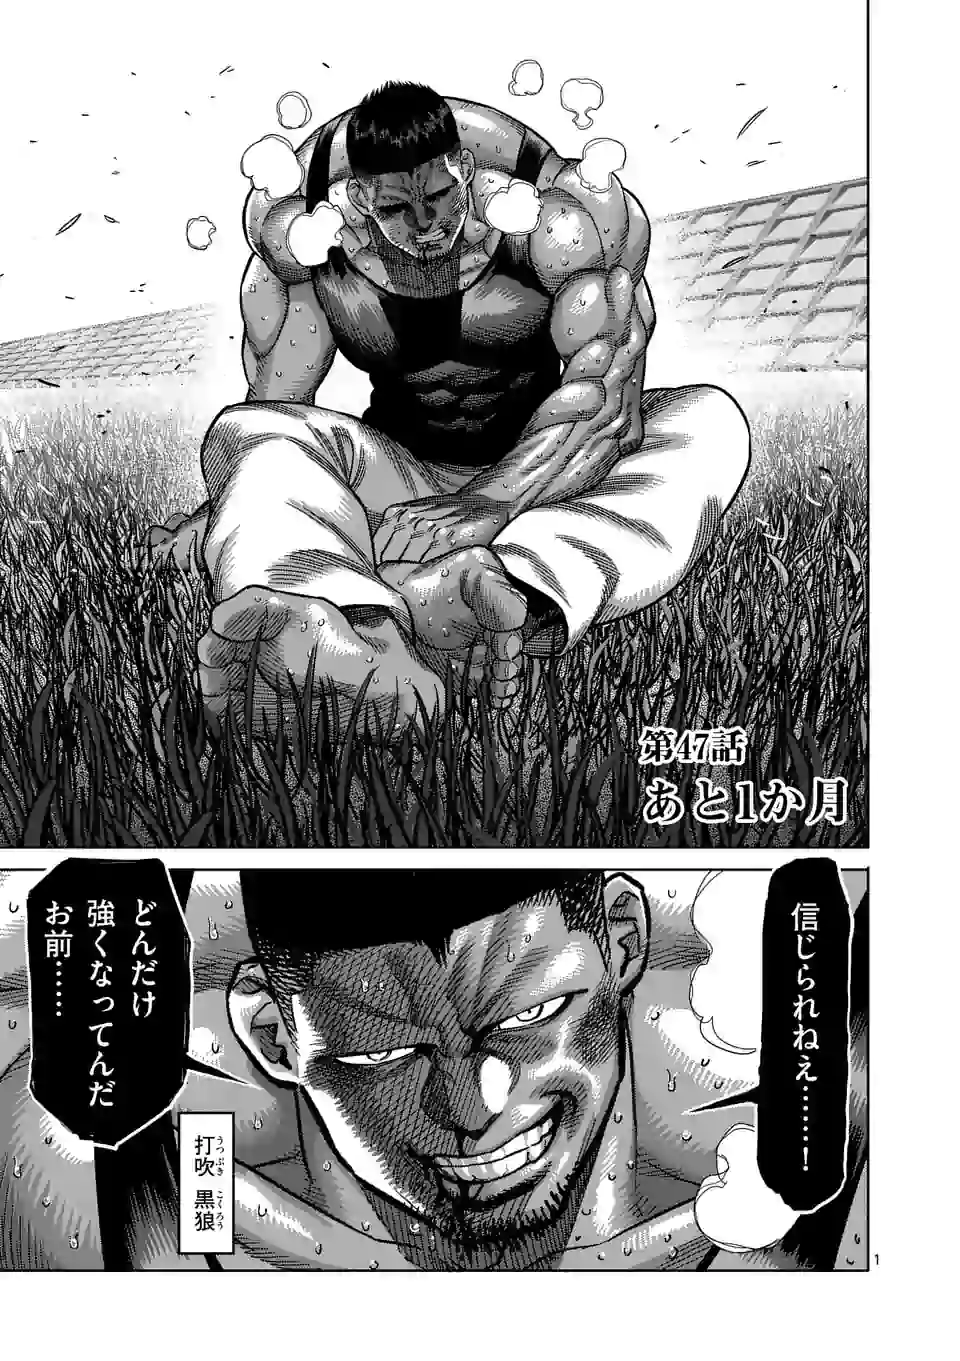 第47話
あと1か月
信じられねえ……！
どんだけ
強くなってんだ
お前……
打吹 黒狼
うつぶき こくろう
1